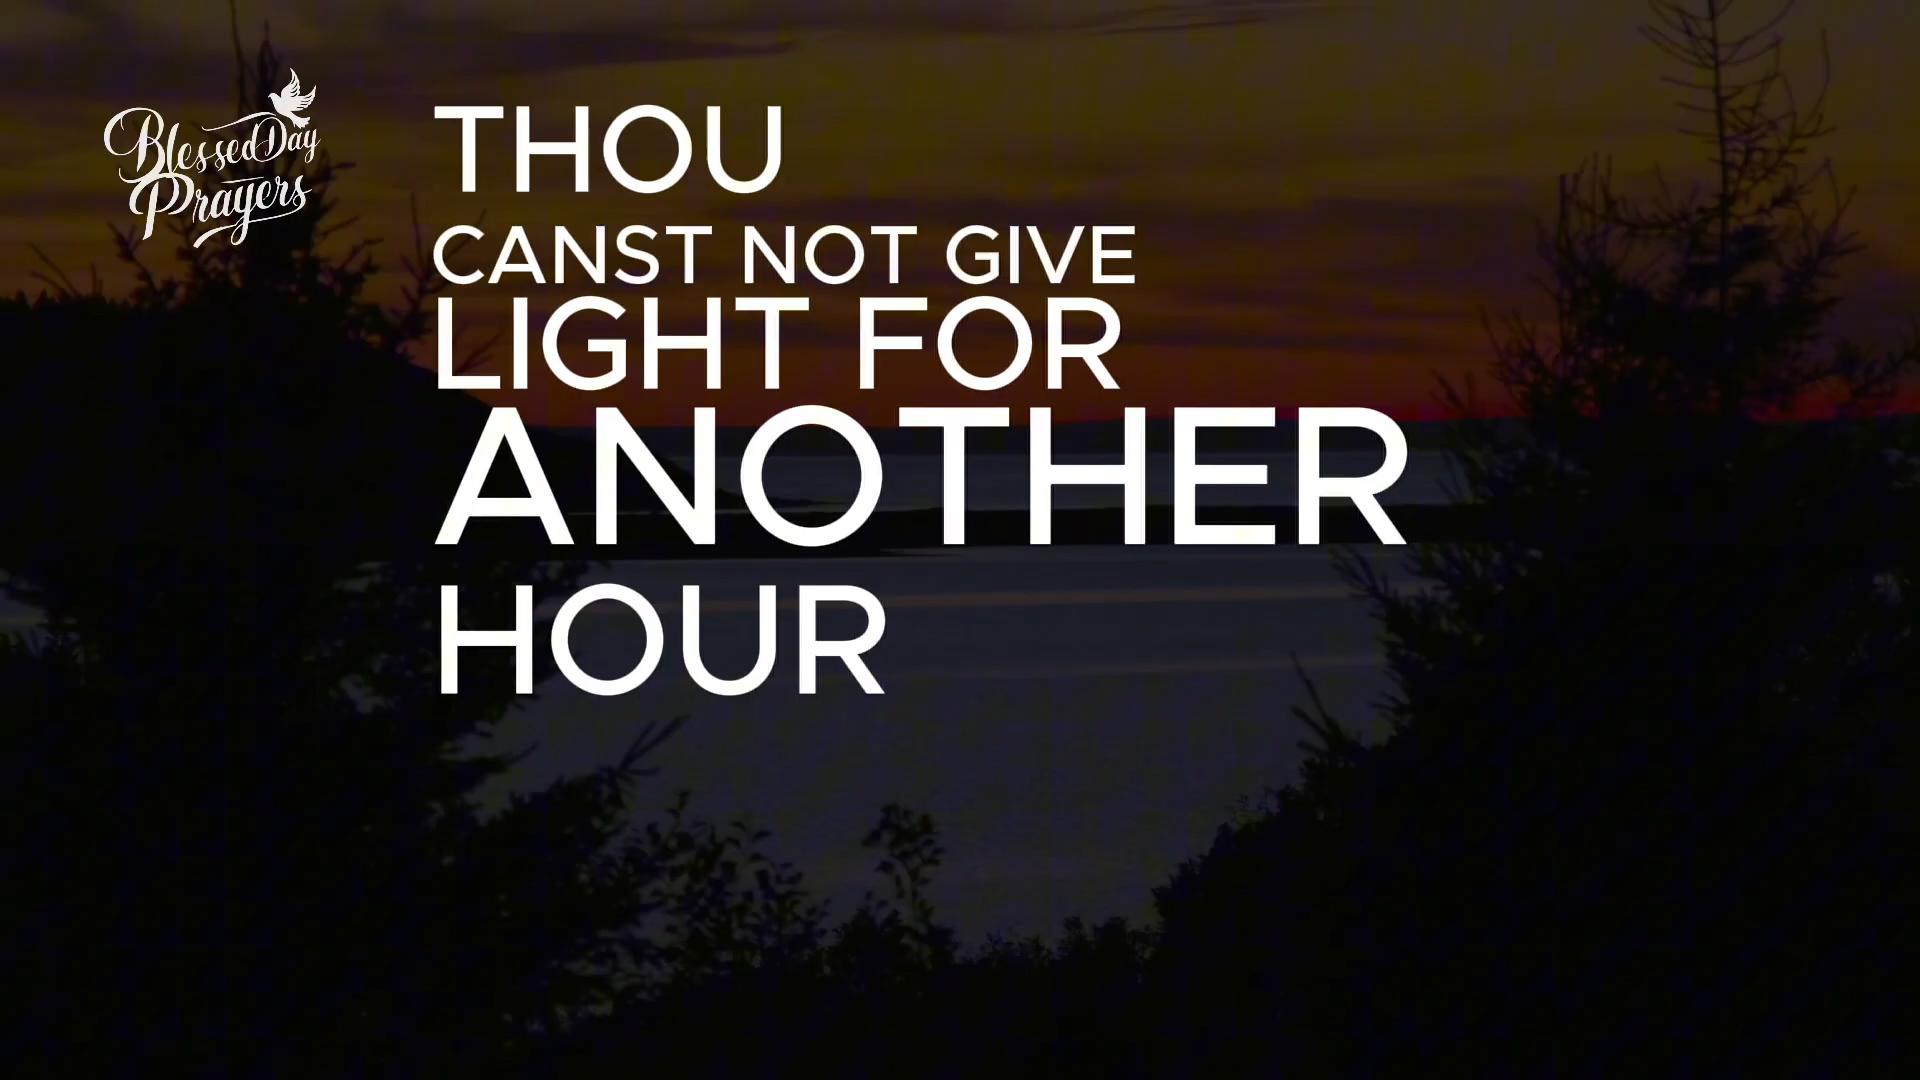 Blessed Day
Prayers
THOU
CANST NOT GIVE
LIGHT FOR
ANOTHER
HOUR